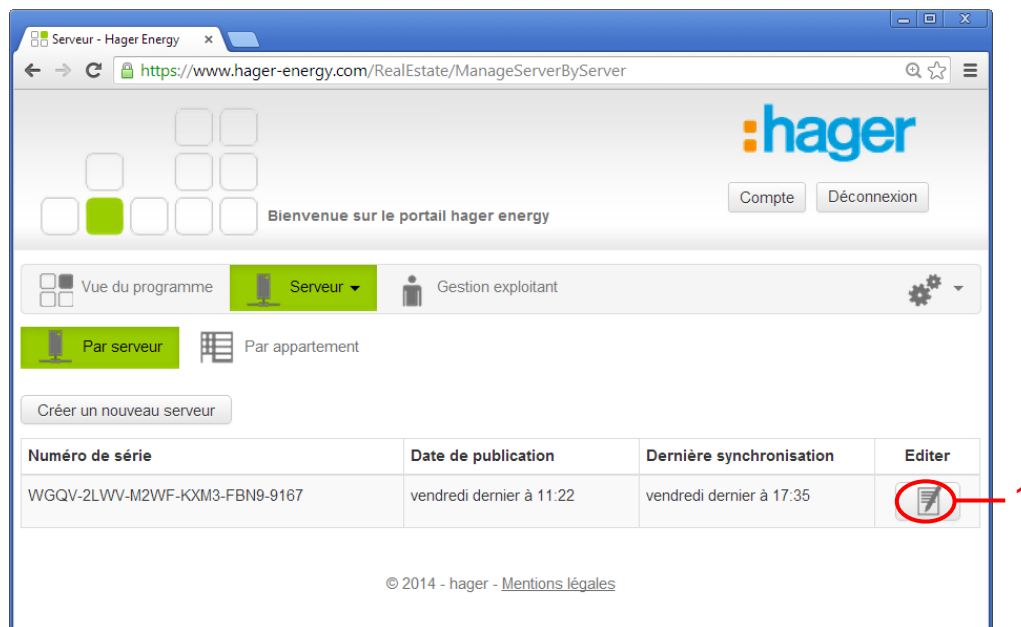 Serveur - Hager Energy
https://www.hager-energy.com/RealEstate/ManageServerByServer
:hager
Compte Déconnexion
Bienvenue sur le portail hager energy
Vue du programme Serveur Gestion exploitant
Par serveur Par appartement
Créer un nouveau serveur
Numéro de série Date de publication Dernière synchronisation Editer
WGQV-2LWV-M2WF-KXM3-FBN9-9167 vendredi dernier à 11:22 vendredi dernier à 17:35
1
© 2014 - hager - Mentions légales